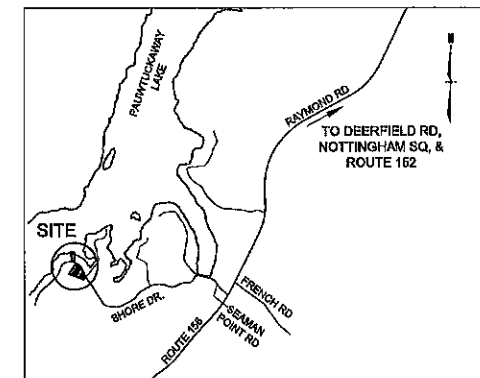 PAUWTUCKAWAY
LAKE
N
RAYMOND RD
TO DEERFIELD RD,
NOTTINGHAM SQ, &
ROUTE 152
SITE
SHORE DR.
FRENCH RD
SEAMAN
POINT RD
ROUTE 156